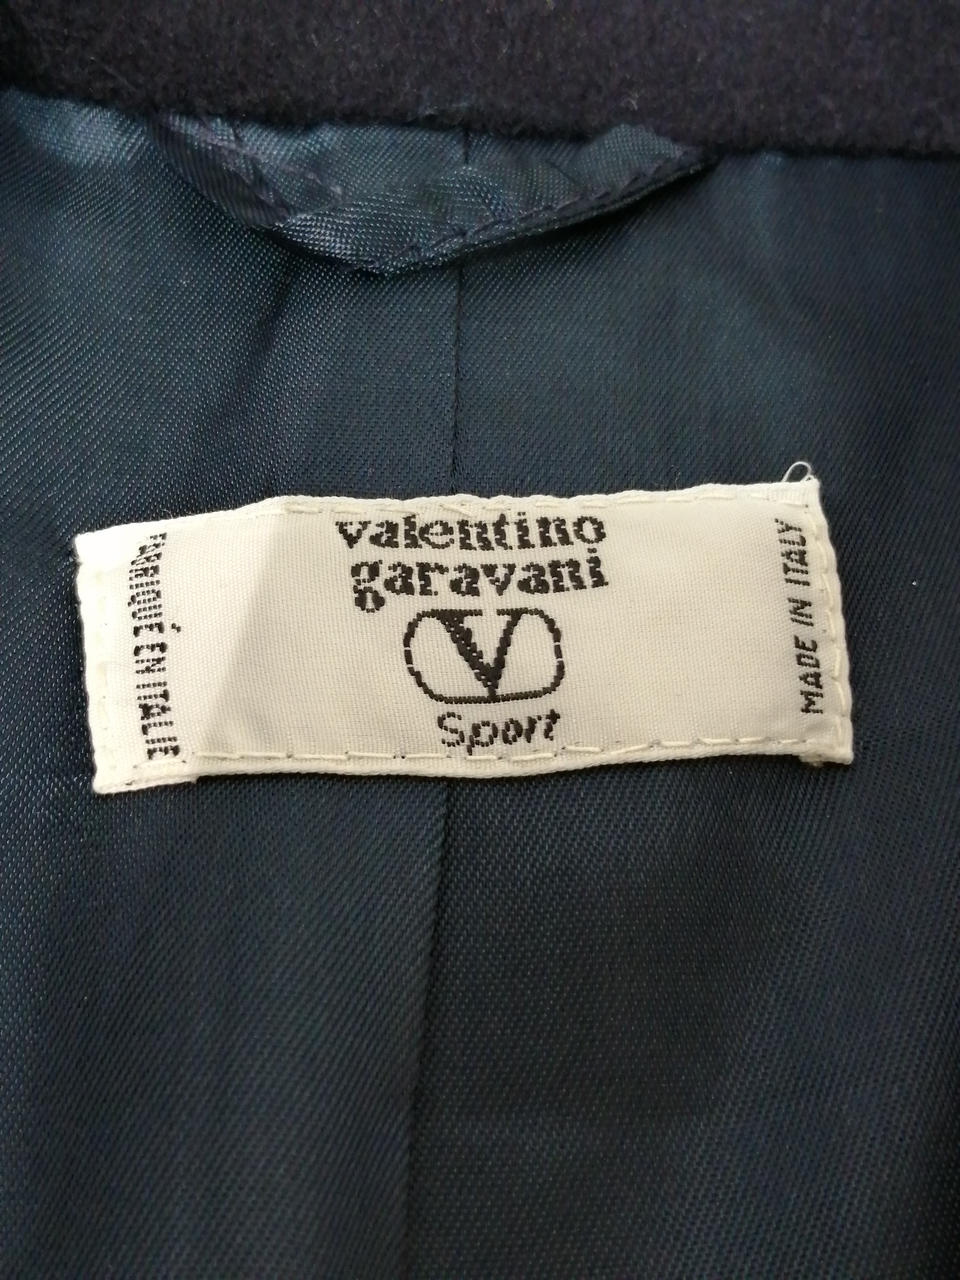 FABRIQUÉ EN ITALIE
valentino
garavani
V
Sport
MADE IN ITALY